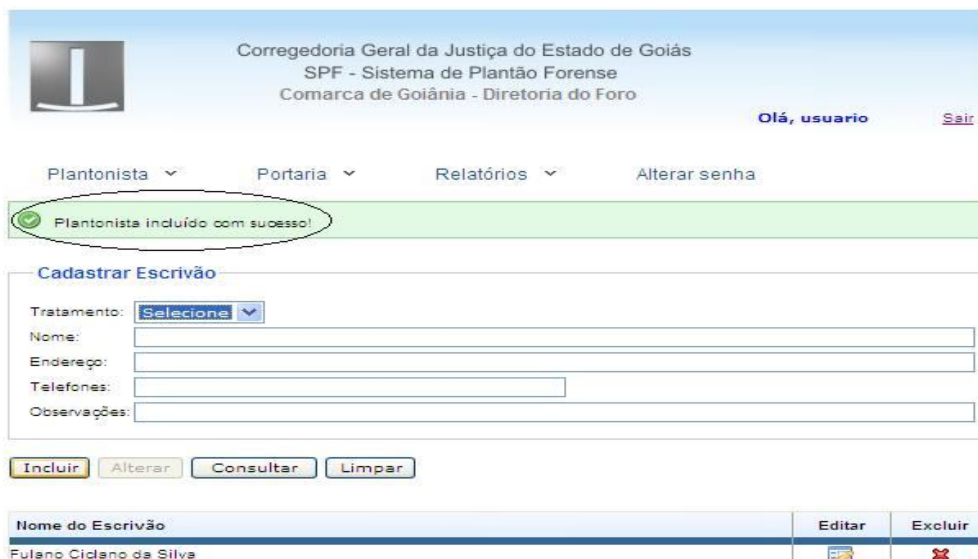 Corregedoria Geral da Justiça do Estado de Goiás
SPF - Sistema de Plantão Forense
Comarca de Goiânia - Diretoria do Foro
Olá, usuario Sair
Plantonista Portaria Relatórios Alterar senha
Plantonista incluído com sucesso!
Cadastrar Escrivão
Tratamento: Selecione
Nome:
Endereço:
Telefones:
Observações:
Incluir Alterar Consultar Limpar
Nome do Escrivão Editar Excluir
Fulano Ciclano da Silva